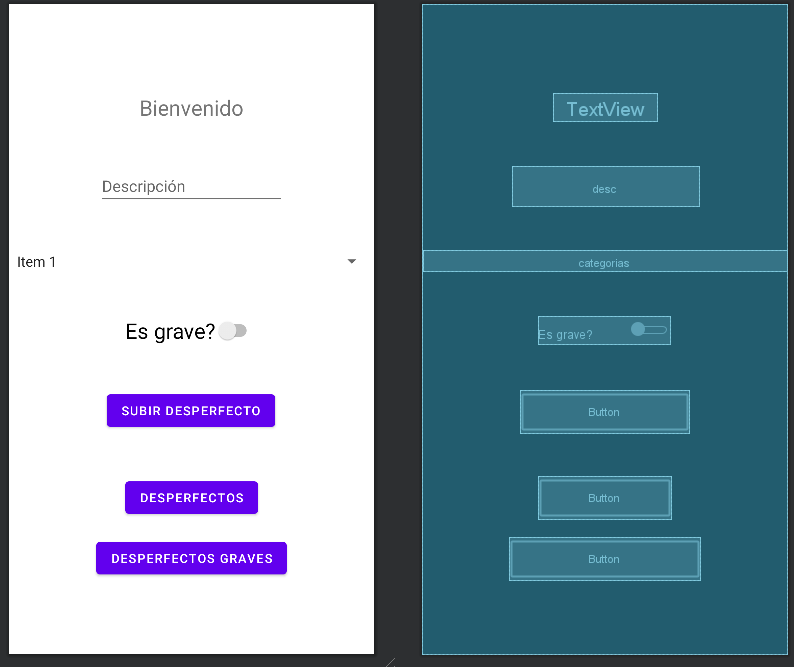 Bienvenido
Descripción
Item 1
Es grave?
SUBIR DESPERFECTO
DESPERFECTOS
DESPERFECTOS GRAVES
TextView
desc
categorias
Es grave?
Button
Button
Button